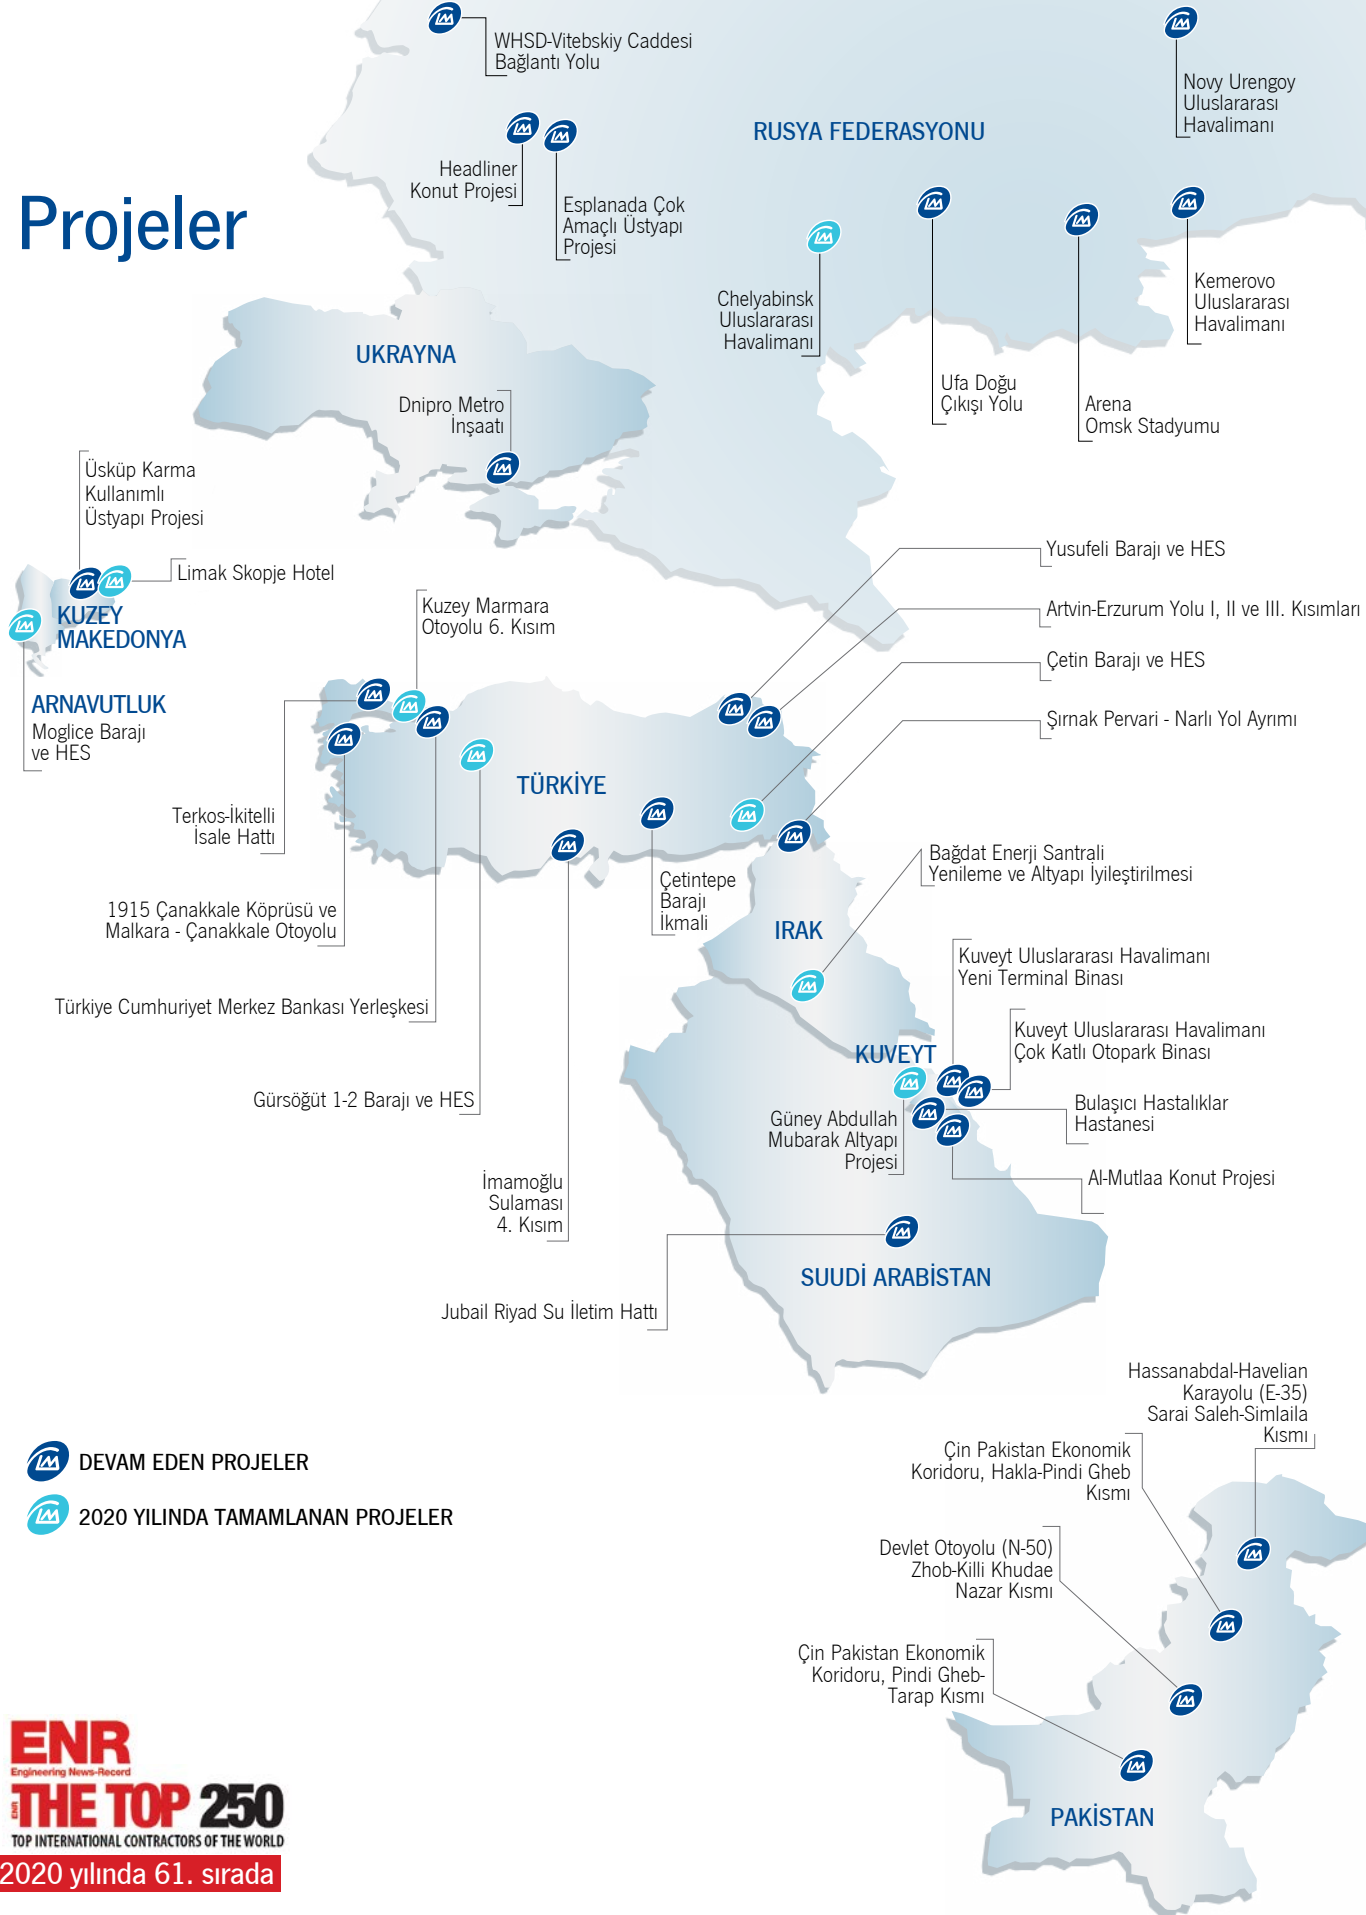 WHSD-Vitebskiy Caddesi
Bağlantı Yolu
Novy Urengoy
Uluslararası
Havalimanı
RUSYA FEDERASYONU
Headliner
Konut Projesi
Esplanada Çok
Amaçlı Üstyapı
Projesi
Projeler
Chelyabinsk
Uluslararası
Havalimanı
Kemerovo
Uluslararası
Havalimanı
Ufa Doğu
Çıkışı Yolu
Arena
Omsk Stadyumu
UKRAYNA
Dnipro Metro
İnşaatı
Üsküp Karma
Kullanımlı
Üstyapı Projesi
Limak Skopje Hotel
KUZEY
MAKEDONYA
ARNAVUTLUK
Moglice Barajı
ve HES
Kuzey Marmara
Otoyolu 6. Kısım
Yusufeli Barajı ve HES
Artvin-Erzurum Yolu I, II ve III. Kısımları
Çetin Barajı ve HES
Şırnak Pervari - Narlı Yol Ayrımı
TÜRKİYE
Terkos-İkitelli
İsale Hattı
1915 Çanakkale Köprüsü ve
Malkara - Çanakkale Otoyolu
Türkiye Cumhuriyet Merkez Bankası Yerleşkesi
Gürsöğüt 1-2 Barajı ve HES
İmamoğlu
Sulaması
4. Kısım
Çetintepe
Barajı
İkmali
Bağdat Enerji Santrali
Yenileme ve Altyapı İyileştirilmesi
IRAK
Kuveyt Uluslararası Havalimanı
Yeni Terminal Binası
Kuveyt Uluslararası Havalimanı
Çok Katlı Otopark Binası
KUVEYT
Güney Abdullah
Mubarak Altyapı
Projesi
Bulaşıcı Hastalıklar
Hastanesi
Al-Mutlaa Konut Projesi
SUUDİ ARABİSTAN
Jubail Riyad Su İletim Hattı
Hassanabdal-Havelian
Karayolu (E-35)
Sarai Saleh-Simlaila
Kısmı
Çin Pakistan Ekonomik
Koridoru, Hakla-Pindi Gheb
Kısmı
Devlet Otoyolu (N-50)
Zhob-Killi Khudae
Nazar Kısmı
Çin Pakistan Ekonomik
Koridoru, Pindi Gheb-
Tarap Kısmı
PAKİSTAN
DEVAM EDEN PROJELER
2020 YILINDA TAMAMLANAN PROJELER
ENR
Engineering News-Record
ENR THE TOP 250
TOP INTERNATIONAL CONTRACTORS OF THE WORLD
2020 yılında 61. sırada